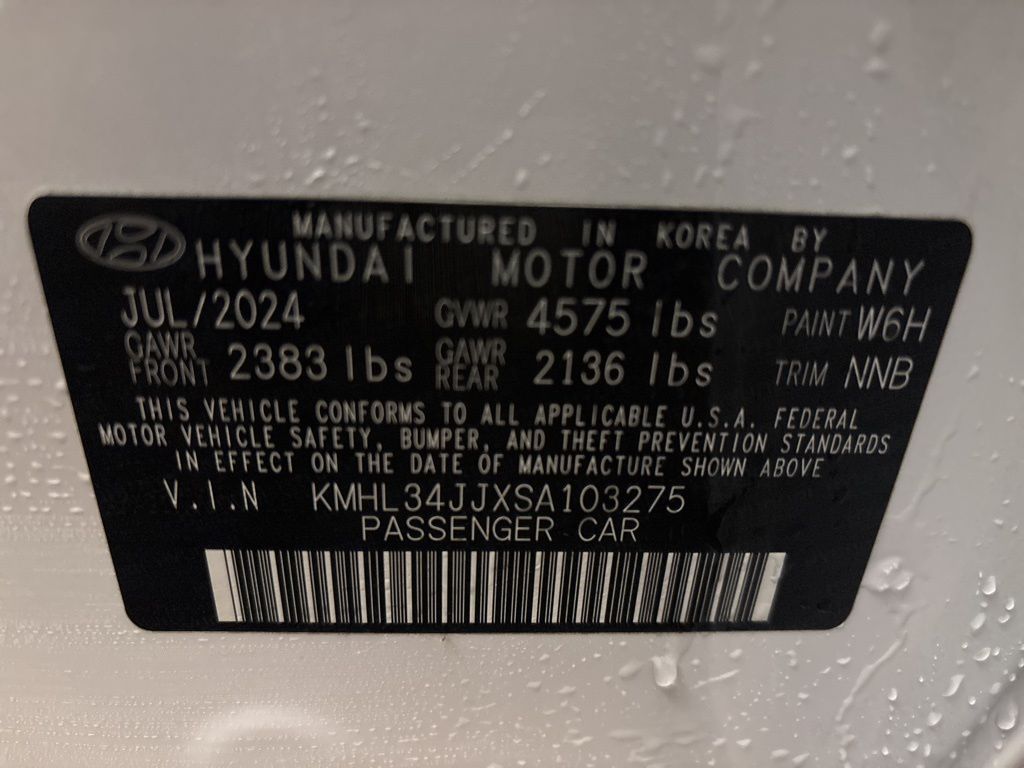 MANUFACTURED IN KOREA BY
HYUNDAI MOTOR COMPANY
JUL/2024 GVWR 4575 lbs PAINT W6H
GAWR FRONT 2383 lbs GAWR REAR 2136 lbs TRIM NNB
THIS VEHICLE CONFORMS TO ALL APPLICABLE U.S.A. FEDERAL
MOTOR VEHICLE SAFETY, BUMPER, AND THEFT PREVENTION STANDARDS
IN EFFECT ON THE DATE OF MANUFACTURE SHOWN ABOVE
V.I.N KMHL34JJXSA103275
PASSENGER CAR